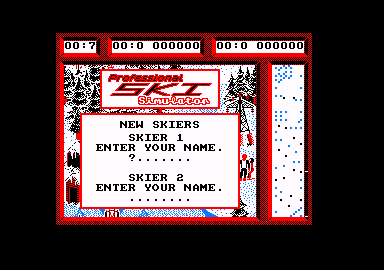 00:7 00:0 000000 00:0 000000
Professional
SKI
Simulator
NEW SKIERS
SKIER 1
ENTER YOUR NAME.
?.......
SKIER 2
ENTER YOUR NAME.
........